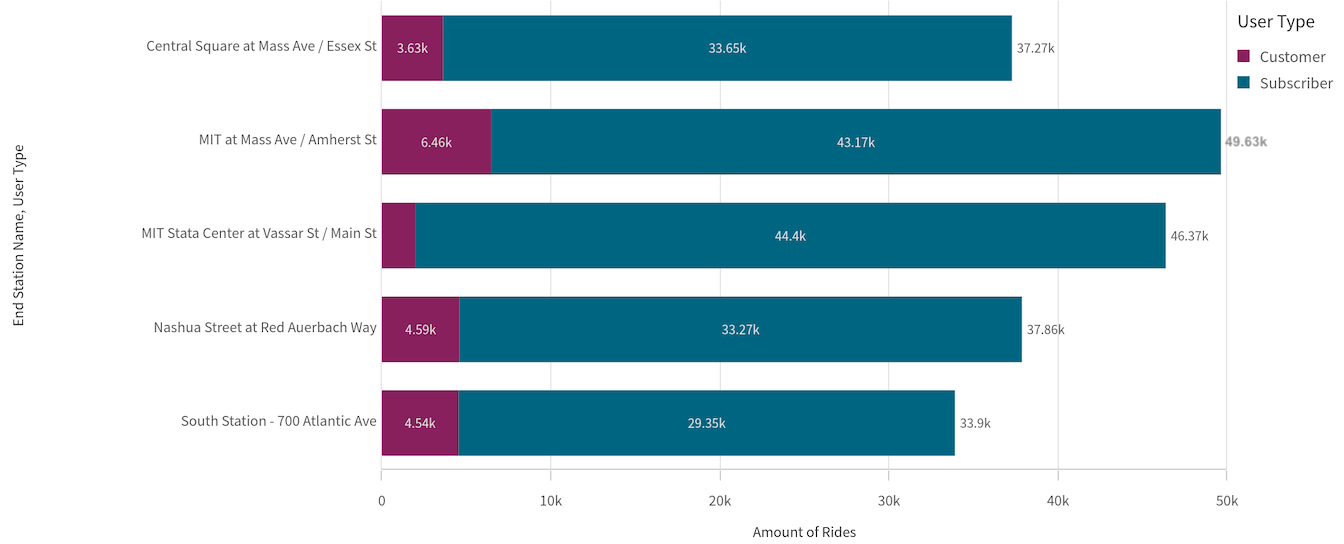 User Type
Customer
Subscriber
End Station Name, User Type
Central Square at Mass Ave / Essex St 3.63k 33.65k 37.27k
MIT at Mass Ave / Amherst St 6.46k 43.17k 49.63k
MIT Stata Center at Vassar St / Main St 44.4k 46.37k
Nashua Street at Red Auerbach Way 4.59k 33.27k 37.86k
South Station - 700 Atlantic Ave 4.54k 29.35k 33.9k
0 10k 20k 30k 40k 50k
Amount of Rides